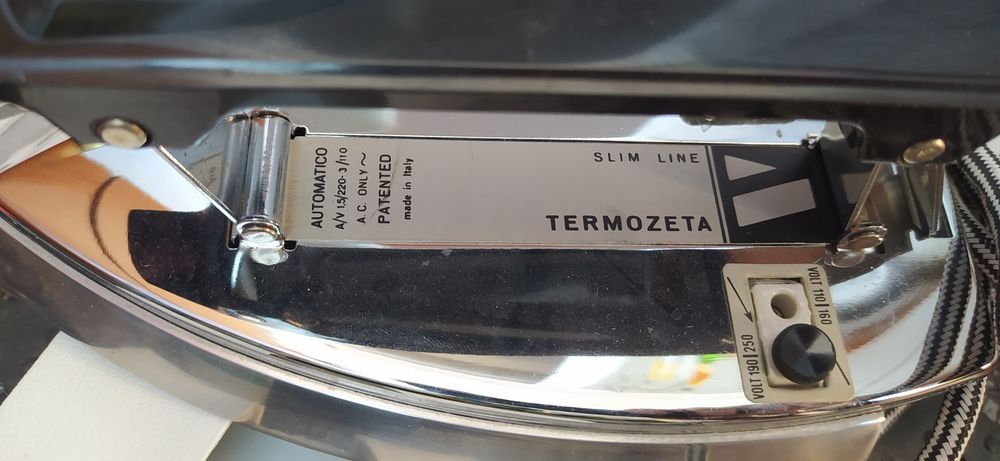 AUTOMATICO
A/V 1.5/220-3/110
A.C. ONLY ~
PATENTED
made in Italy
SLIM LINE
TERMOZETA
VOLT 110|160
VOLT 190|250